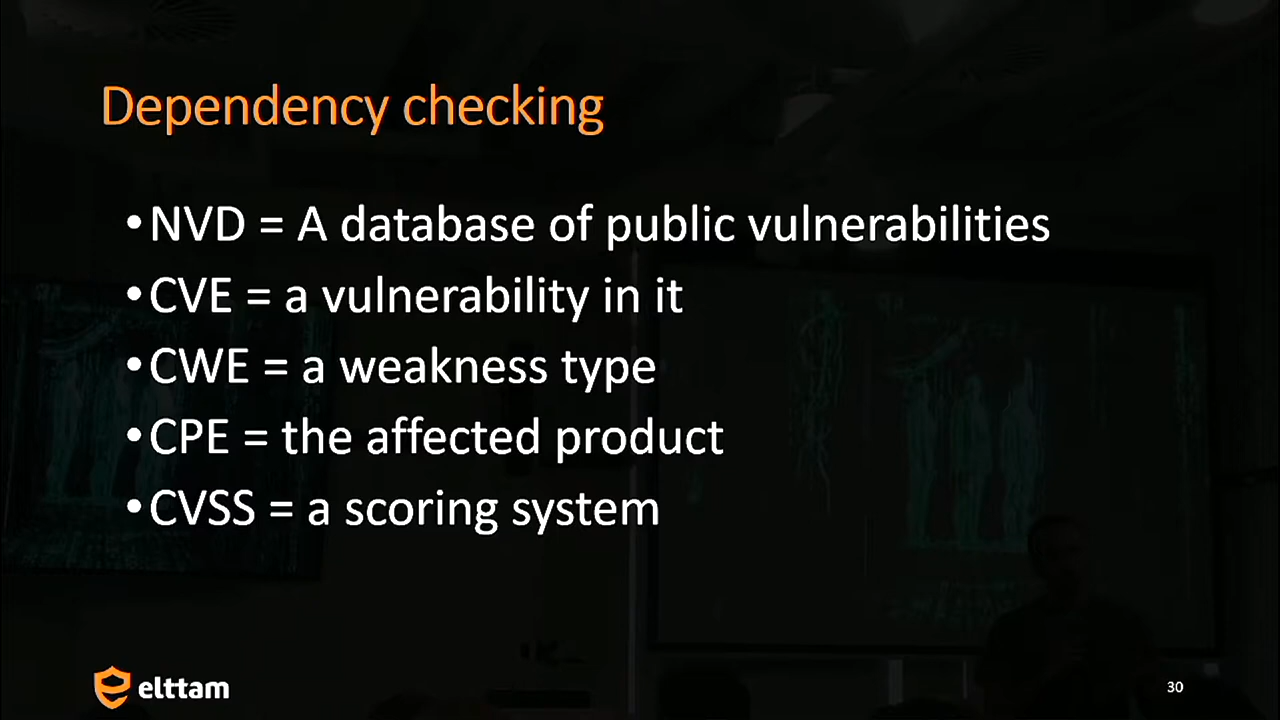 Dependency checking
•NVD = A database of public vulnerabilities
•CVE = a vulnerability in it
•CWE = a weakness type
•CPE = the affected product
•CVSS = a scoring system
elttam
30